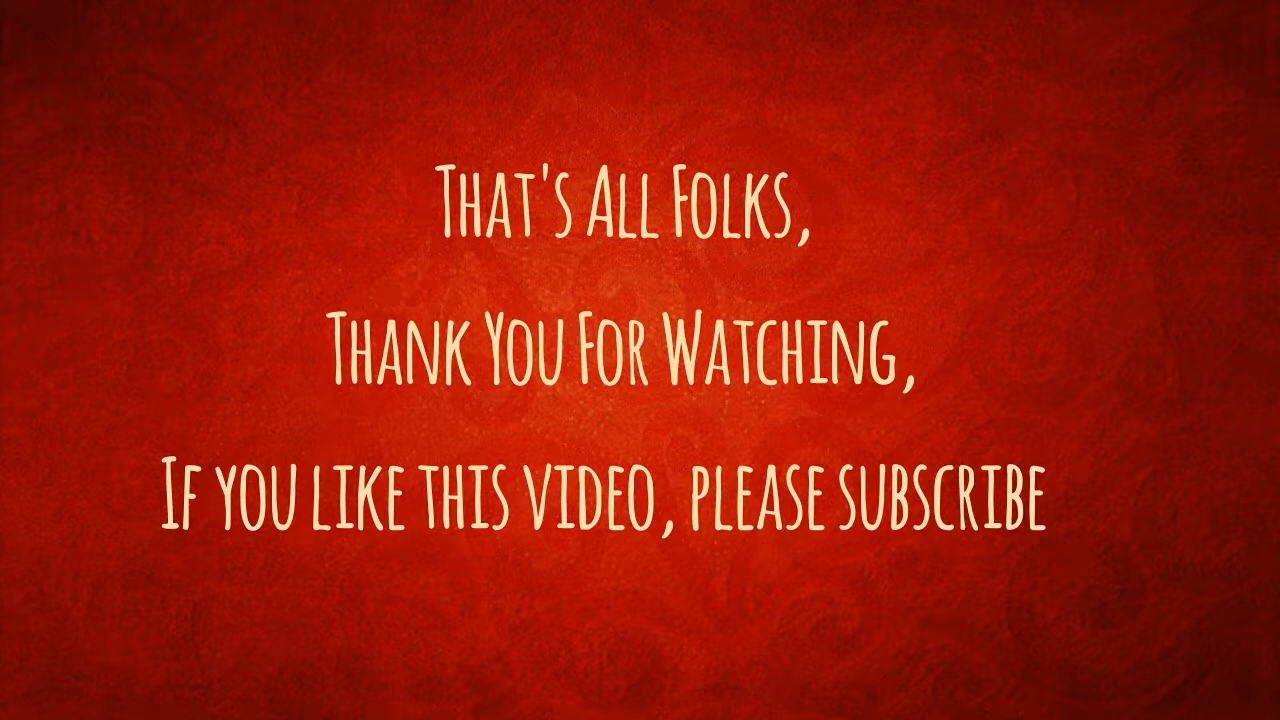 That's All Folks,
Thank You For Watching,
If you like this video, please subscribe